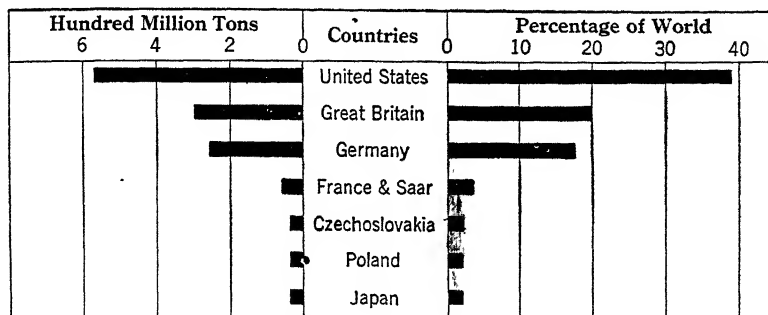 Hundred Million Tons
Countries
Percentage of World
6 4 2 0
0 10 20 30 40
United States
Great Britain
Germany
France & Saar
Czechoslovakia
Poland
Japan